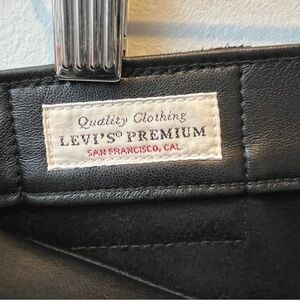 Quality Clothing
LEVI'S® PREMIUM
SAN FRANCISCO, CAL